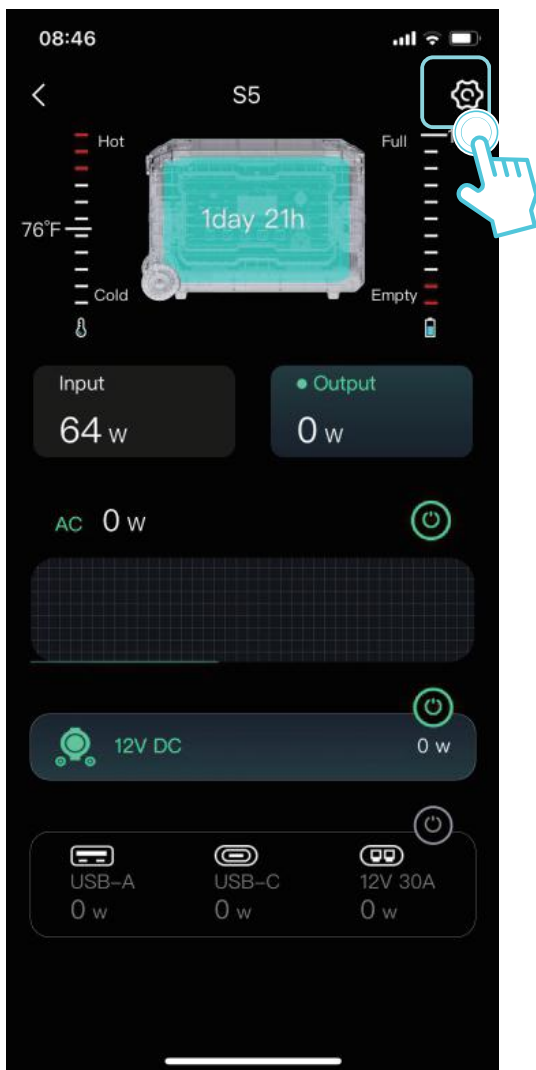 08:46
S5
Hot
Full
76°F
1day 21h
Cold
Empty
Input
Output
64 w
0 w
AC 0 w
12V DC
0 w
USB-A
USB-C
12V 30A
0 w
0 w
0 w